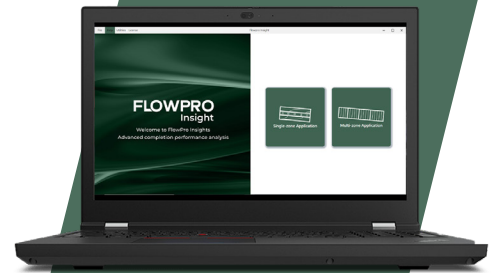 FLOWPRO
Insight
Welcome to FlowPro Insights
Advanced completion performance analysis
Single-zone Application
Multi-zone Application